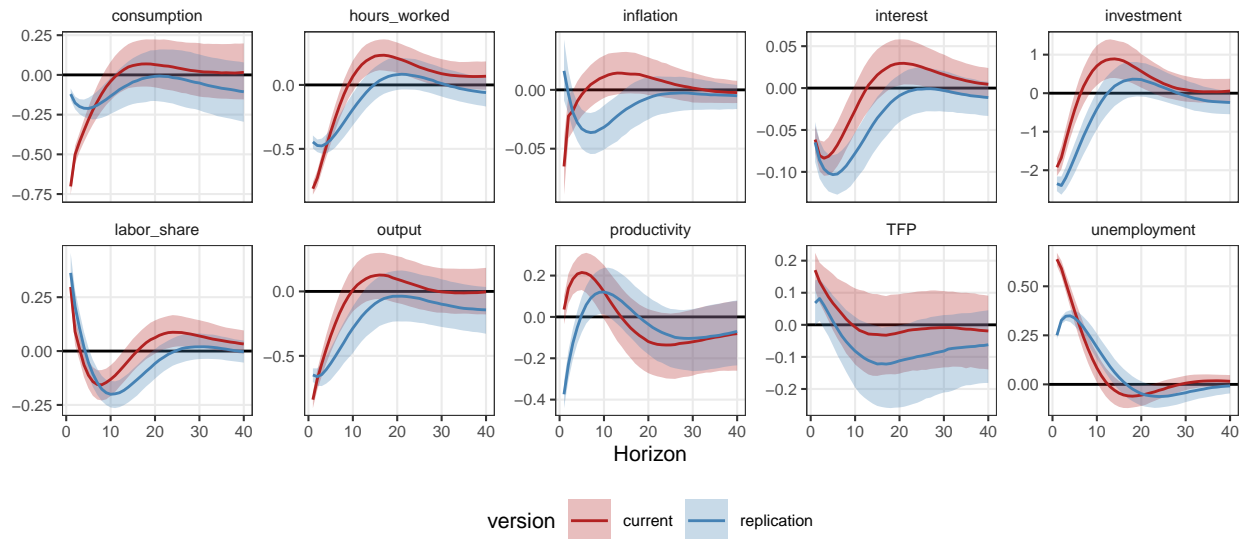 consumption hours_worked inflation interest investment
0.25 0.00 −0.25 −0.50 −0.75
0.0 −0.5
0.00 −0.05
0.00 −0.05 −0.10
1 0 −1 −2
labor_share output productivity TFP unemployment
0.25 0.00 −0.25
0.0 −0.5
0.2 0.0 −0.2 −0.4
0.2 0.1 0.0 −0.1 −0.2
0.50 0.25 0.00
0 10 20 30 40 0 10 20 30 40 0 10 20 30 40 0 10 20 30 40 0 10 20 30 40
Horizon
version current replication